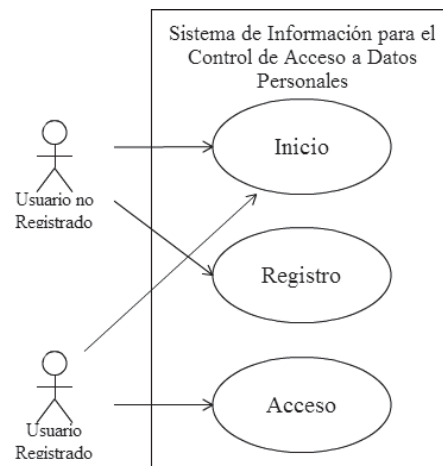 Sistema de Información para el
Control de Acceso a Datos
Personales
Inicio
Usuario no
Registrado
Registro
Acceso
Usuario
Registrado